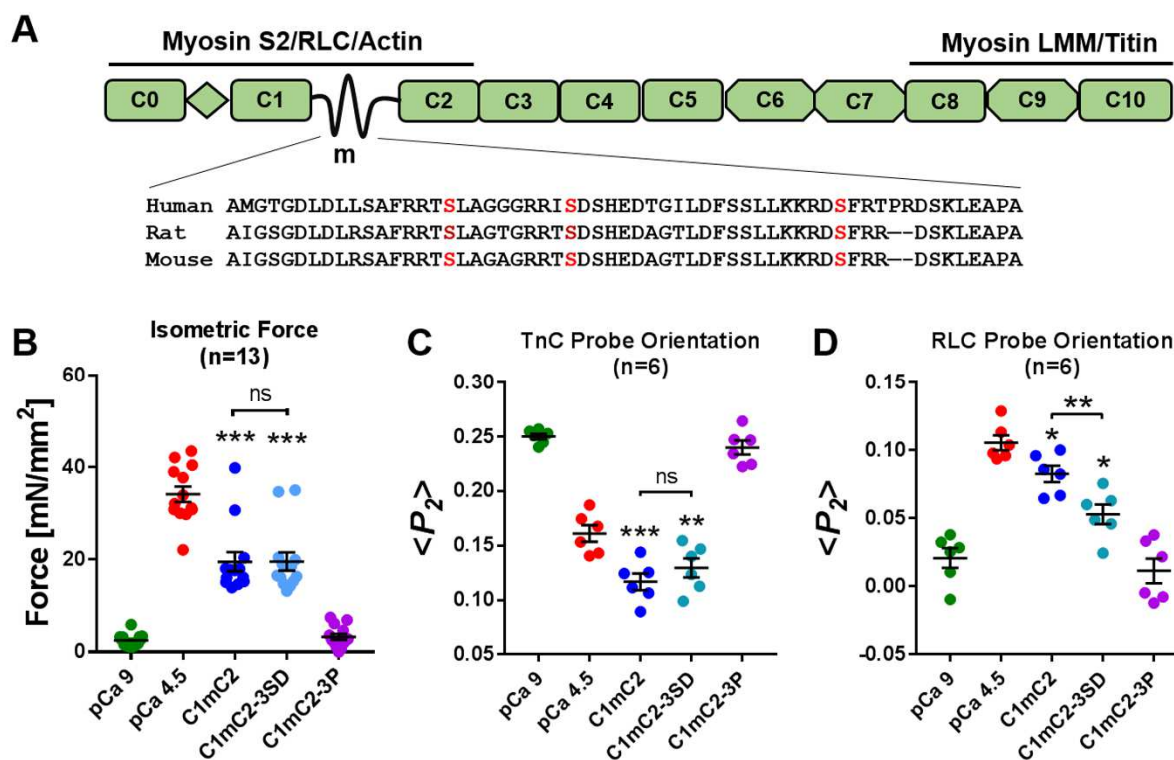 A
Myosin S2/RLC/Actin
Myosin LMM/Titin
C0 C1 C2 C3 C4 C5 C6 C7 C8 C9 C10
m
Human AMGTGDLDLLSAFRRTSLAGGGRRISDSHEDTGILDFSSLLKKRDSFRTPRDSKLEAPA
Rat AIGSGDLDLRSAFRRTSLAGTGRRTSDSHEDAGTLDFSSLLKKRDSFRR--DSKLEAPA
Mouse AIGSGDLDLRSAFRRTSLAGAGRRTSDSHEDAGTLDFSSLLKKRDSFRR--DSKLEAPA
B
Isometric Force
(n=13)
Force [mN/mm²]
60
40
20
0
ns
*** ***
pCa 9
pCa 4.5
C1mC2
C1mC2-3SD
C1mC2-3P
C
TnC Probe Orientation
(n=6)
<P₂>
0.30
0.25
0.20
0.15
0.10
0.05
ns
*** **
pCa 9
pCa 4.5
C1mC2
C1mC2-3SD
C1mC2-3P
D
RLC Probe Orientation
(n=6)
<P₂>
0.15
0.10
0.05
0.00
-0.05
**
* *
pCa 9
pCa 4.5
C1mC2
C1mC2-3SD
C1mC2-3P